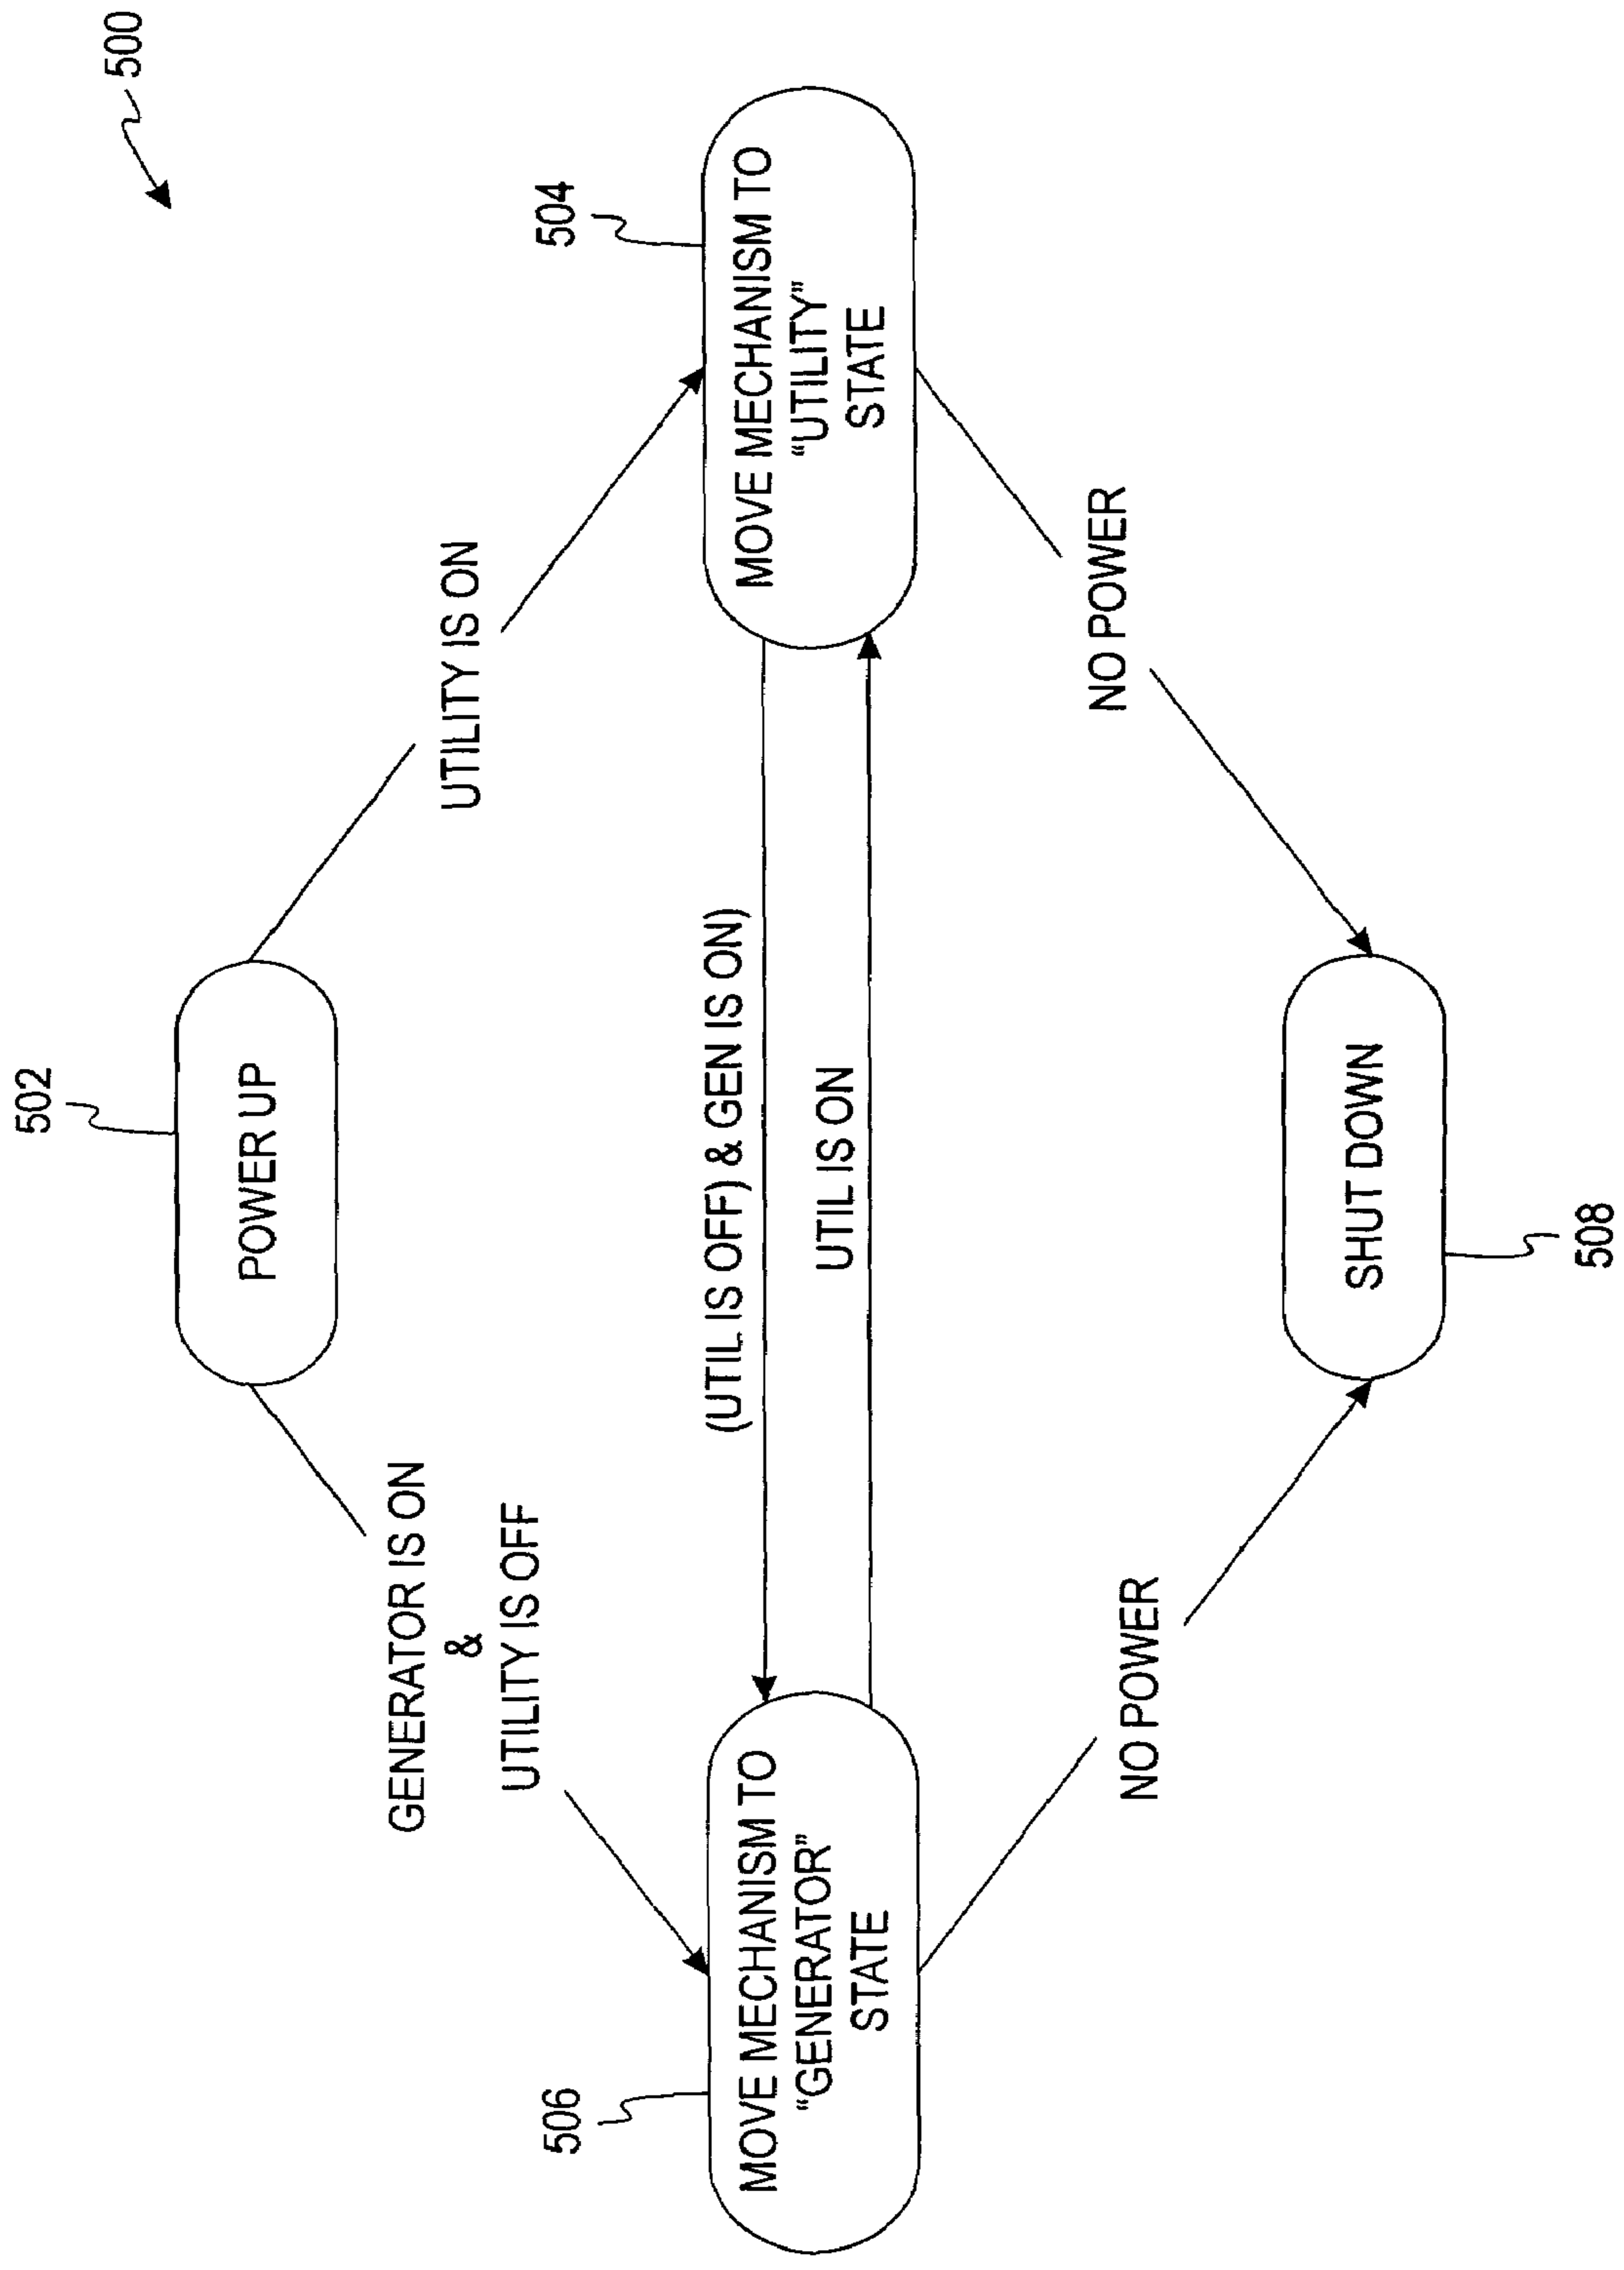 500
502
POWER UP
GENERATOR IS ON
&
UTILITY IS OFF
UTILITY IS ON
506
MOVE MECHANISM TO
“GENERATOR”
STATE
(UTIL IS OFF) & GEN IS ON)
UTIL IS ON
504
MOVE MECHANISM TO
“UTILITY”
STATE
NO POWER
NO POWER
SHUT DOWN
508